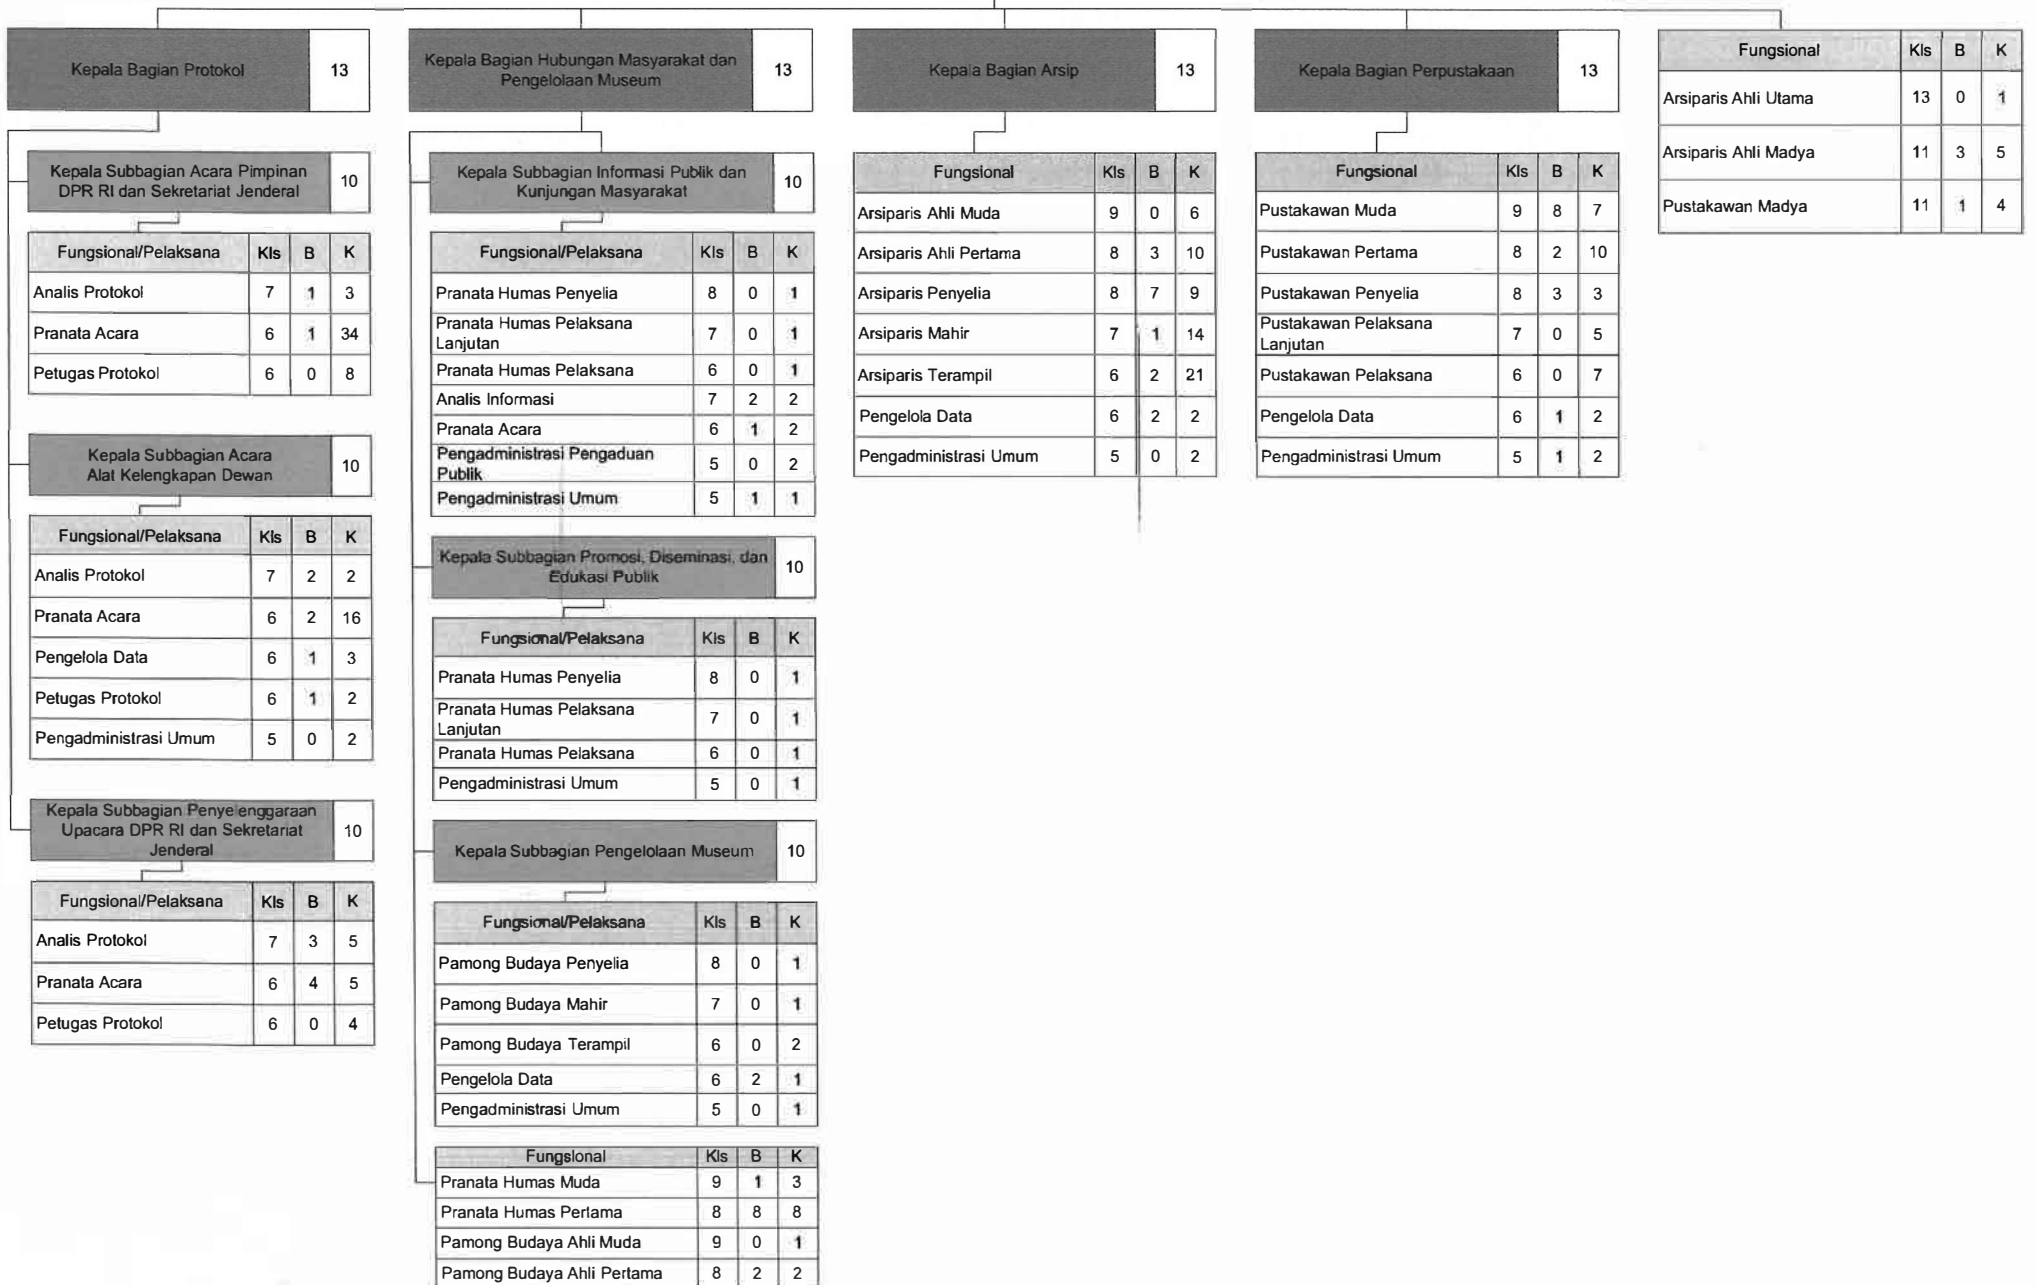 Kepala Bagian Protokol 13
Kepala Subbagian Acara Pimpinan
DPR RI dan Sekretariat Jenderal 10
Fungsional/Pelaksana Kls B K
Analis Protokol 7 1 3
Pranata Acara 6 1 34
Petugas Protokol 6 0 8
Kepala Subbagian Acara
Alat Kelengkapan Dewan 10
Fungsional/Pelaksana Kls B K
Analis Protokol 7 2 2
Pranata Acara 6 2 16
Pengelola Data 6 1 3
Petugas Protokol 6 1 2
Pengadministrasi Umum 5 0 2
Kepala Subbagian Penyelenggaraan
Upacara DPR RI dan Sekretariat
Jenderal 10
Fungsional/Pelaksana Kls B K
Analis Protokol 7 3 5
Pranata Acara 6 4 5
Petugas Protokol 6 0 4
Kepala Bagian Hubungan Masyarakat dan
Pengelolaan Museum 13
Kepala Subbagian Informasi Publik dan
Kunjungan Masyarakat 10
Fungsional/Pelaksana Kls B K
Pranata Humas Penyelia 8 0 1
Pranata Humas Pelaksana
Lanjutan 7 0 1
Pranata Humas Pelaksana 6 0 1
Analis Informasi 7 2 2
Pranata Acara 6 1 2
Pengadministrasi Pengaduan
Publik 5 0 2
Pengadministrasi Umum 5 1 1
Kepala Subbagian Promosi, Diseminasi, dan
Edukasi Publik 10
Fungsional/Pelaksana Kls B K
Pranata Humas Penyelia 8 0 1
Pranata Humas Pelaksana
Lanjutan 7 0 1
Pranata Humas Pelaksana 6 0 1
Pengadministrasi Umum 5 0 1
Kepala Subbagian Pengelolaan Museum 10
Fungsional/Pelaksana Kls B K
Pamong Budaya Penyelia 8 0 1
Pamong Budaya Mahir 7 0 1
Pamong Budaya Terampil 6 0 2
Pengelola Data 6 2 1
Pengadministrasi Umum 5 0 1
Fungsional Kls B K
Pranata Humas Muda 9 1 3
Pranata Humas Pertama 8 8 8
Pamong Budaya Ahli Muda 9 0 1
Pamong Budaya Ahli Pertama 8 2 2
Kepala Bagian Arsip 13
Fungsional Kls B K
Arsiparis Ahli Muda 9 0 6
Arsiparis Ahli Pertama 8 3 10
Arsiparis Penyelia 8 7 9
Arsiparis Mahir 7 1 14
Arsiparis Terampil 6 2 21
Pengelola Data 6 2 2
Pengadministrasi Umum 5 0 2
Kepala Bagian Perpustakaan 13
Fungsional Kls B K
Pustakawan Muda 9 8 7
Pustakawan Pertama 8 2 10
Pustakawan Penyelia 8 3 3
Pustakawan Pelaksana
Lanjutan 7 0 5
Pustakawan Pelaksana 6 0 7
Pengelola Data 6 1 2
Pengadministrasi Umum 5 1 2
Fungsional Kls B K
Arsiparis Ahli Utama 13 0 1
Arsiparis Ahli Madya 11 3 5
Pustakawan Madya 11 1 4